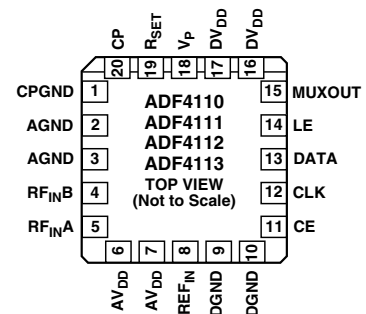 CP
RSET
VP
DVDD
DVDD
20
19
18
17
16
CPGND 1
AGND 2
AGND 3
RFINB 4
RFINA 5
ADF4110
ADF4111
ADF4112
ADF4113
TOP VIEW
(Not to Scale)
15 MUXOUT
14 LE
13 DATA
12 CLK
11 CE
6
7
8
9
10
AVDD
AVDD
REFIN
DGND
DGND